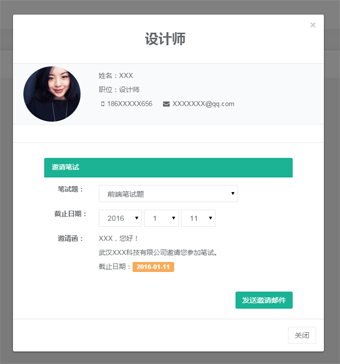 ×
设计师
姓名：XXX
职位：设计师
186XXXXX656 XXXXXXX@qq.com
邀请笔试
笔试题： 前端笔试题
截止日期： 2016 1 11
邀请函： XXX，您好！
武汉XXX科技有限公司邀请您参加笔试。
截止日期： 2016-01-11
发送邀请邮件
关闭